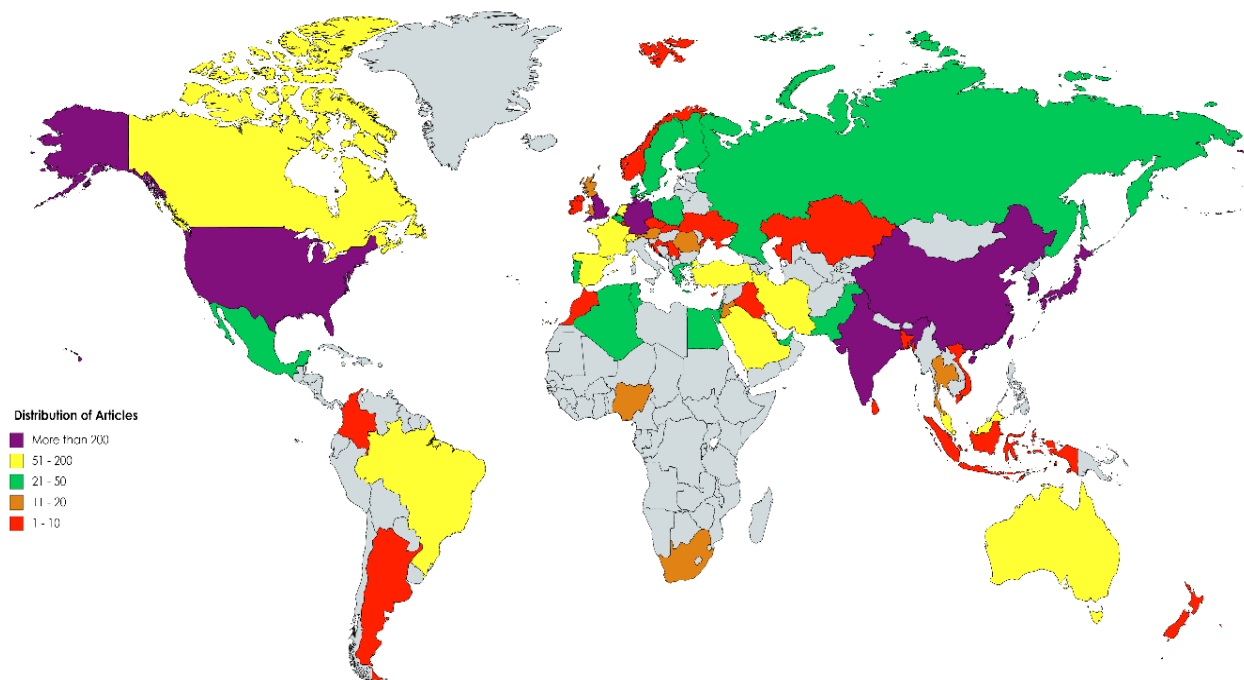 Distribution of Articles
More than 200
51 - 200
21 - 50
11 - 20
1 - 10